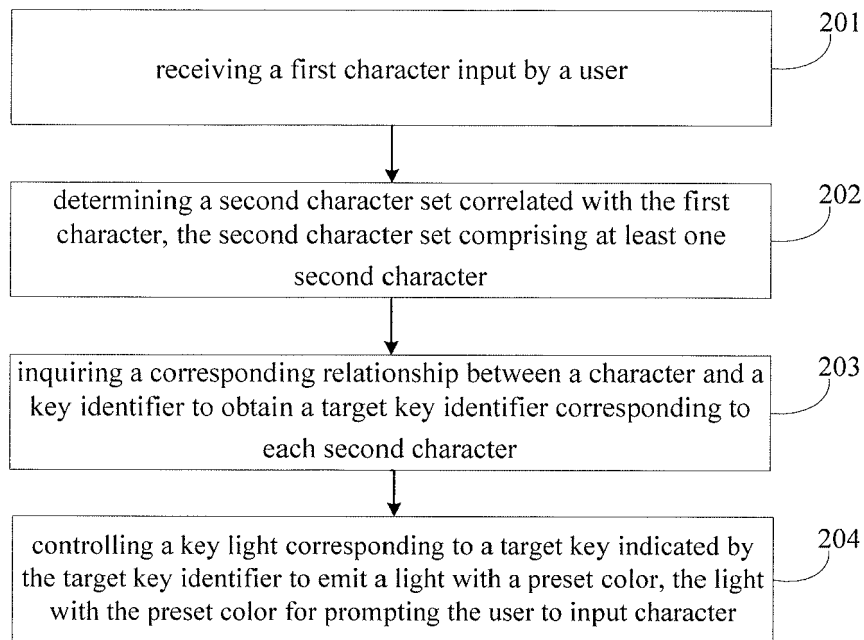 201
receiving a first character input by a user
202
determining a second character set correlated with the first
character, the second character set comprising at least one
second character
203
inquiring a corresponding relationship between a character and a
key identifier to obtain a target key identifier corresponding to
each second character
204
controlling a key light corresponding to a target key indicated by
the target key identifier to emit a light with a preset color, the light
with the preset color for prompting the user to input character